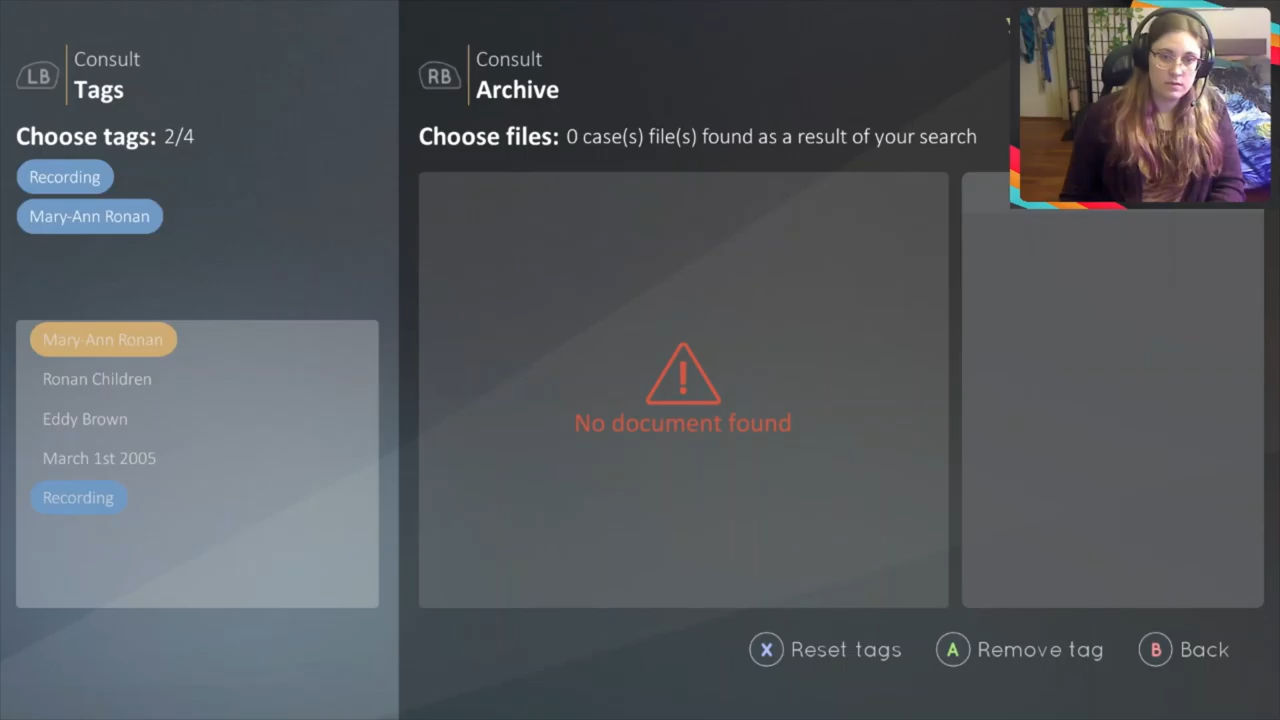 LB
Consult
Tags
Choose tags: 2/4
Recording
Mary-Ann Ronan
Mary-Ann Ronan
Ronan Children
Eddy Brown
March 1st 2005
Recording
RB
Consult
Archive
Choose files: 0 case(s) file(s) found as a result of your search
No document found
X Reset tags
A Remove tag
B Back